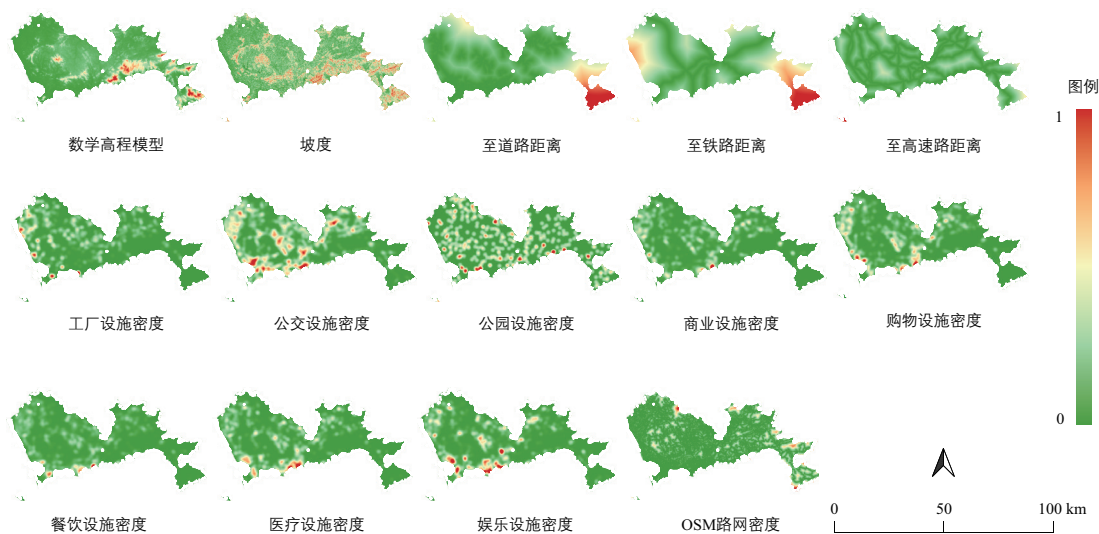 图例
1
数学高程模型
坡度
至道路距离
至铁路距离
至高速路距离
工厂设施密度
公交设施密度
公园设施密度
商业设施密度
购物设施密度
0
餐饮设施密度
医疗设施密度
娱乐设施密度
OSM路网密度
0
50
100 km